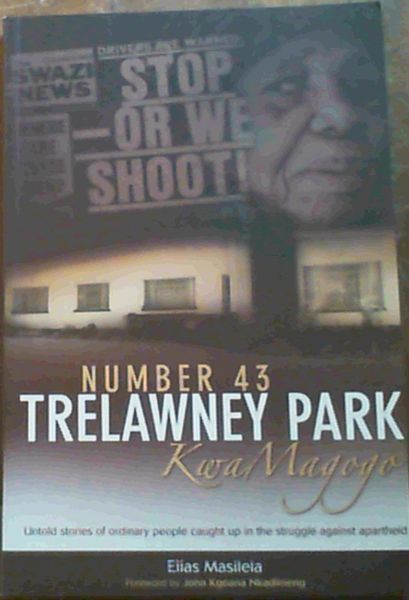 DRIVERS ARE WARNED
SWAZI
NEWS
STOP
—OR WE
SHOOT!
NUMBER 43
TRELAWNEY PARK
KwaMagogo
Untold stories of ordinary people caught up in the struggle against apartheid
Elias Masilela
Foreword by John Kgoana Nkadimeng